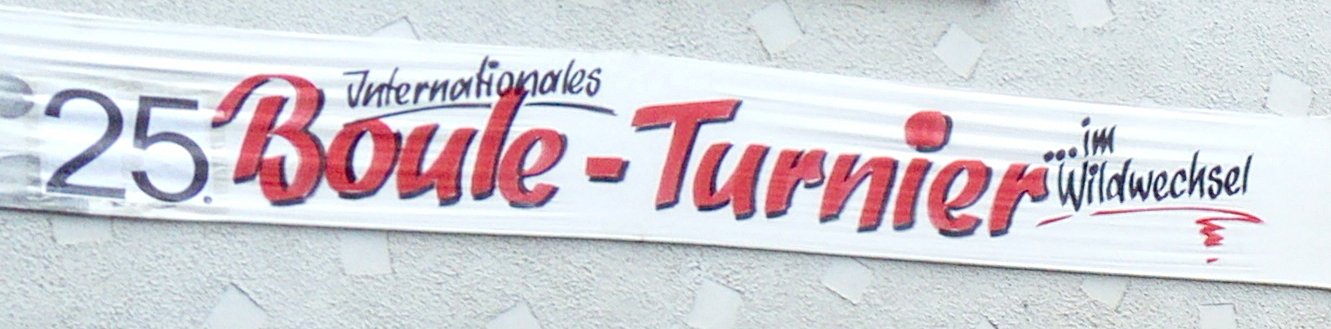 25. Internationales
Boule - Turnier
...im
Wildwechsel